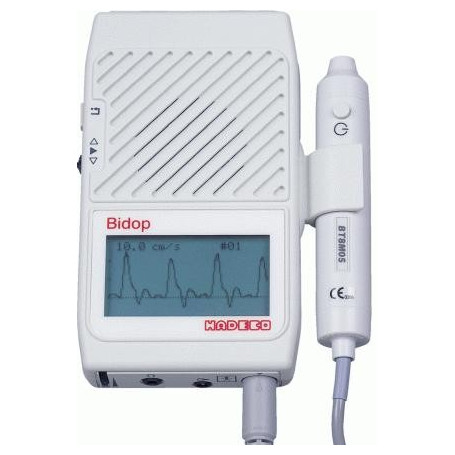 Bidop
10.0 cm/s #01
HADECO
BT8M05
CE